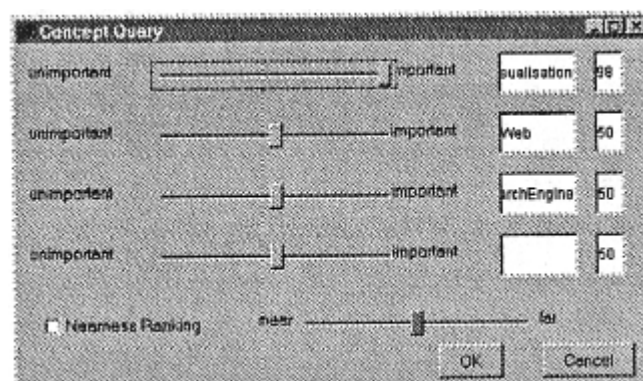 Concept Query
unimportant important sualisation 98
unimportant important Web 50
unimportant important archEngine 50
unimportant important 50
Nearness Ranking near far
OK Cancel